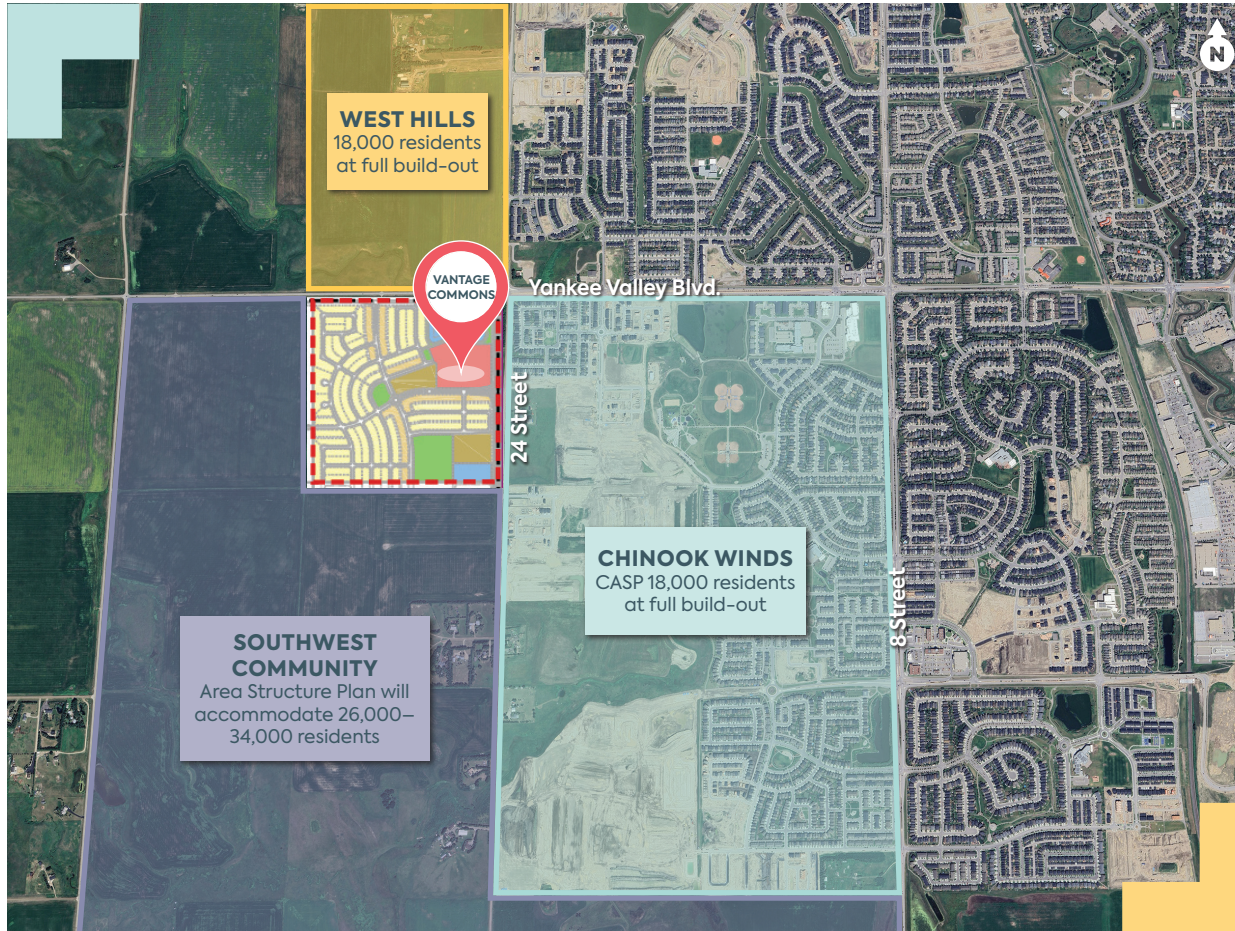 N
WEST HILLS
18,000 residents
at full build-out
VANTAGE
COMMONS
Yankee Valley Blvd.
24 Street
CHINOOK WINDS
CASP 18,000 residents
at full build-out
8 Street
SOUTHWEST
COMMUNITY
Area Structure Plan will
accommodate 26,000–
34,000 residents